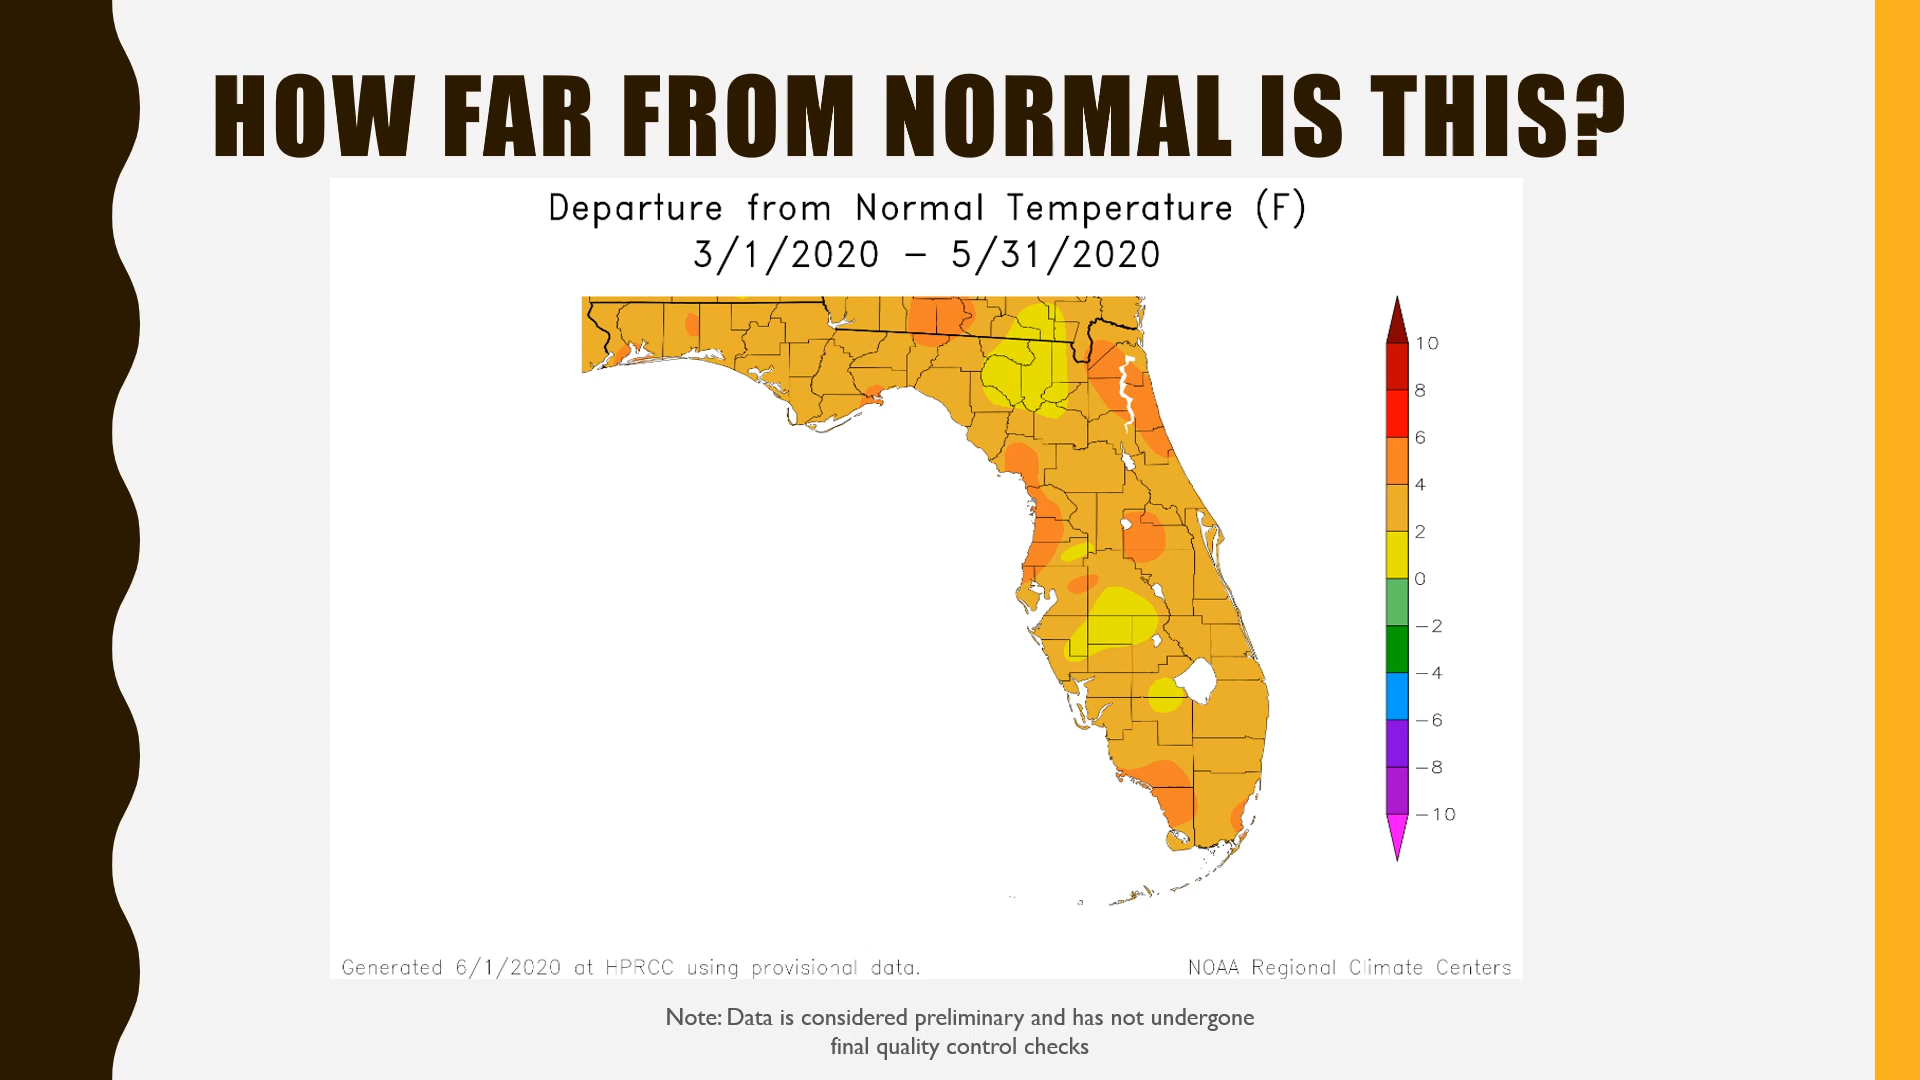 HOW FAR FROM NORMAL IS THIS?
Departure from Normal Temperature (F)
3/1/2020 – 5/31/2020
10
8
6
4
2
0
−2
−4
−6
−8
−10
Generated 6/1/2020 at HPRCC using provisional data.
NOAA Regional Climate Centers
Note: Data is considered preliminary and has not undergone
final quality control checks